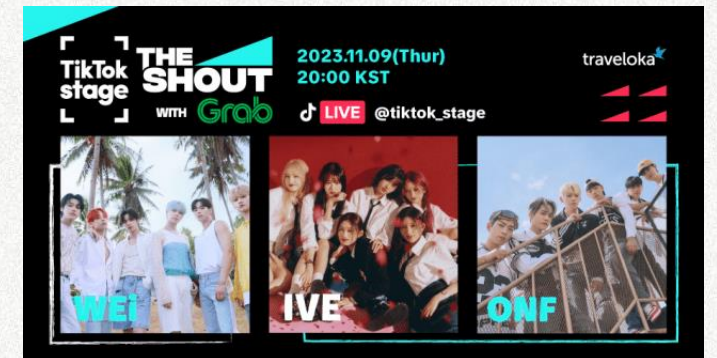 TikTok
stage
THE
SHOUT
WITH Grab
2023.11.09(Thur)
20:00 KST
LIVE @tiktok_stage
traveloka
WEi
IVE
ONF